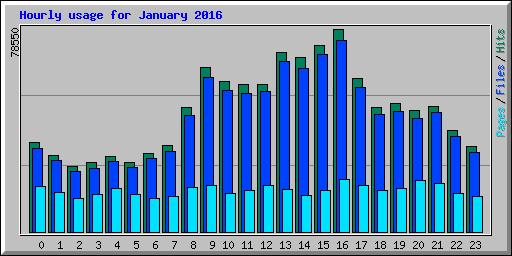 Hourly usage for January 2016
78550
Pages/Files/Hits
0 1 2 3 4 5 6 7 8 9 10 11 12 13 14 15 16 17 18 19 20 21 22 23